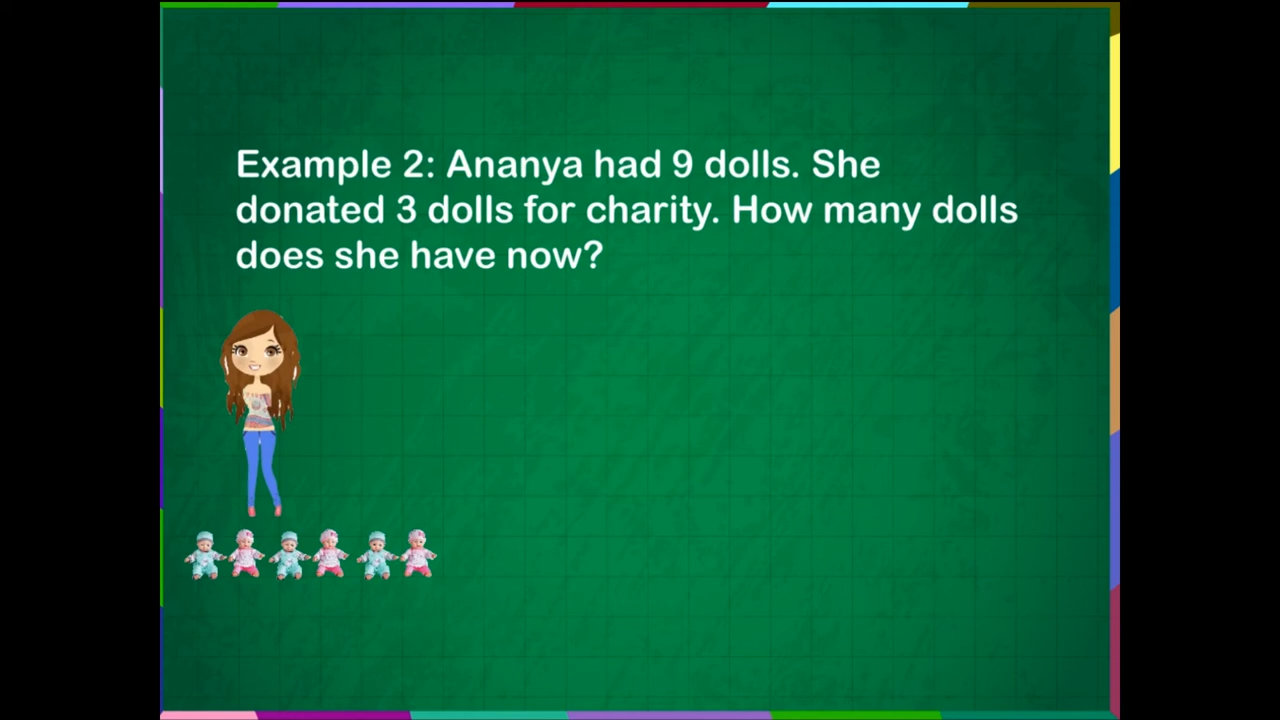 Example 2: Ananya had 9 dolls. She
donated 3 dolls for charity. How many dolls
does she have now?